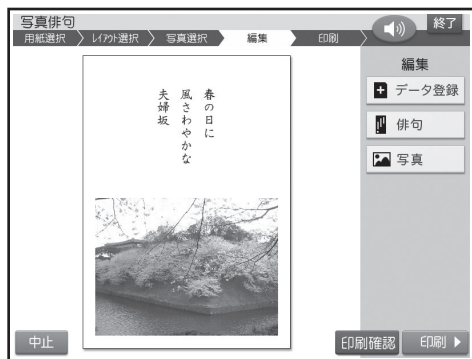 写真俳句
終了
用紙選択
レイアウト選択
写真選択
編集
印刷
春の日に
風さわやかな
夫婦坂
編集
データ登録
俳句
写真
中止
印刷確認
印刷